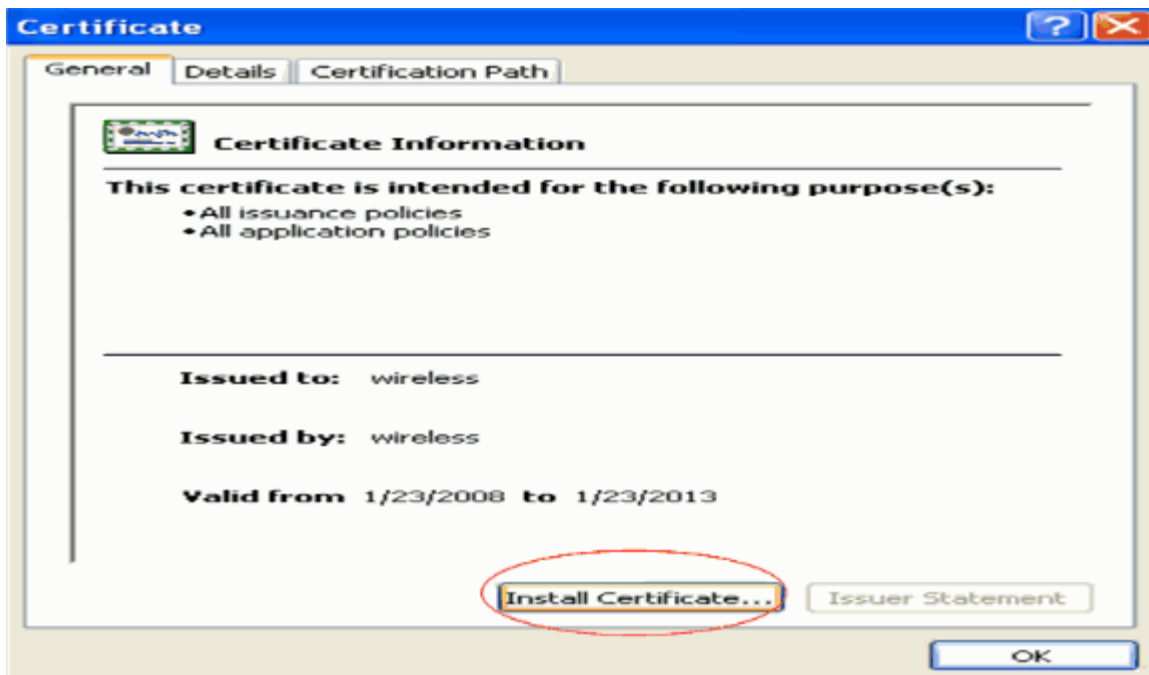 Certificate
General Details Certification Path
Certificate Information
This certificate is intended for the following purpose(s):
•All issuance policies
•All application policies
Issued to: wireless
Issued by: wireless
Valid from 1/23/2008 to 1/23/2013
Install Certificate... Issuer Statement
OK